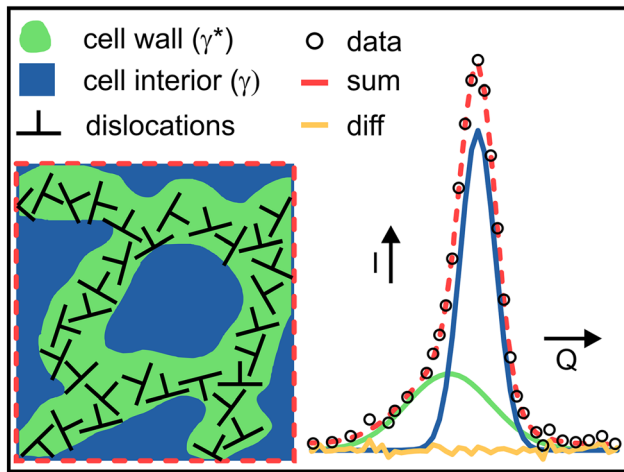 cell wall (γ*)
cell interior (γ)
dislocations
data
sum
diff
I
Q